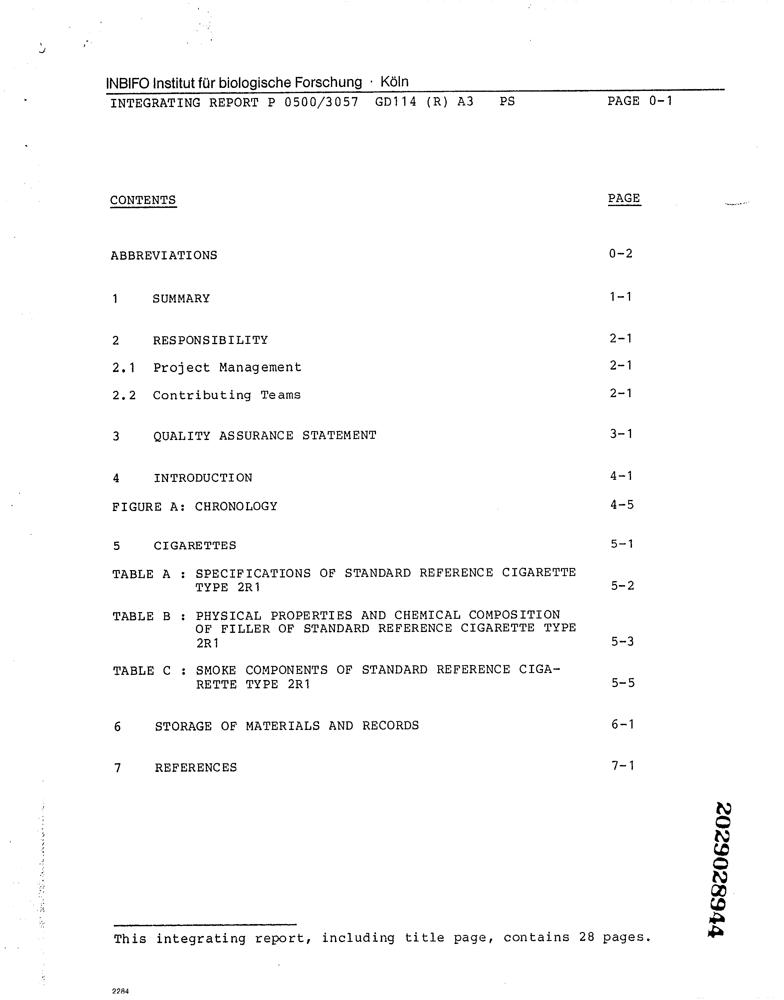 INBIFO Institut für biologische Forschung · Köln
INTEGRATING REPORT P 0500/3057 GD114 (R) A3 PS PAGE 0-1
CONTENTS PAGE
ABBREVIATIONS 0-2
1 SUMMARY 1-1
2 RESPONSIBILITY 2-1
2.1 Project Management 2-1
2.2 Contributing Teams 2-1
3 QUALITY ASSURANCE STATEMENT 3-1
4 INTRODUCTION 4-1
FIGURE A: CHRONOLOGY 4-5
5 CIGARETTES 5-1
TABLE A : SPECIFICATIONS OF STANDARD REFERENCE CIGARETTE
TYPE 2R1 5-2
TABLE B : PHYSICAL PROPERTIES AND CHEMICAL COMPOSITION
OF FILLER OF STANDARD REFERENCE CIGARETTE TYPE
2R1 5-3
TABLE C : SMOKE COMPONENTS OF STANDARD REFERENCE CIGA-
RETTE TYPE 2R1 5-5
6 STORAGE OF MATERIALS AND RECORDS 6-1
7 REFERENCES 7-1
2029028944
This integrating report, including title page, contains 28 pages.
2284